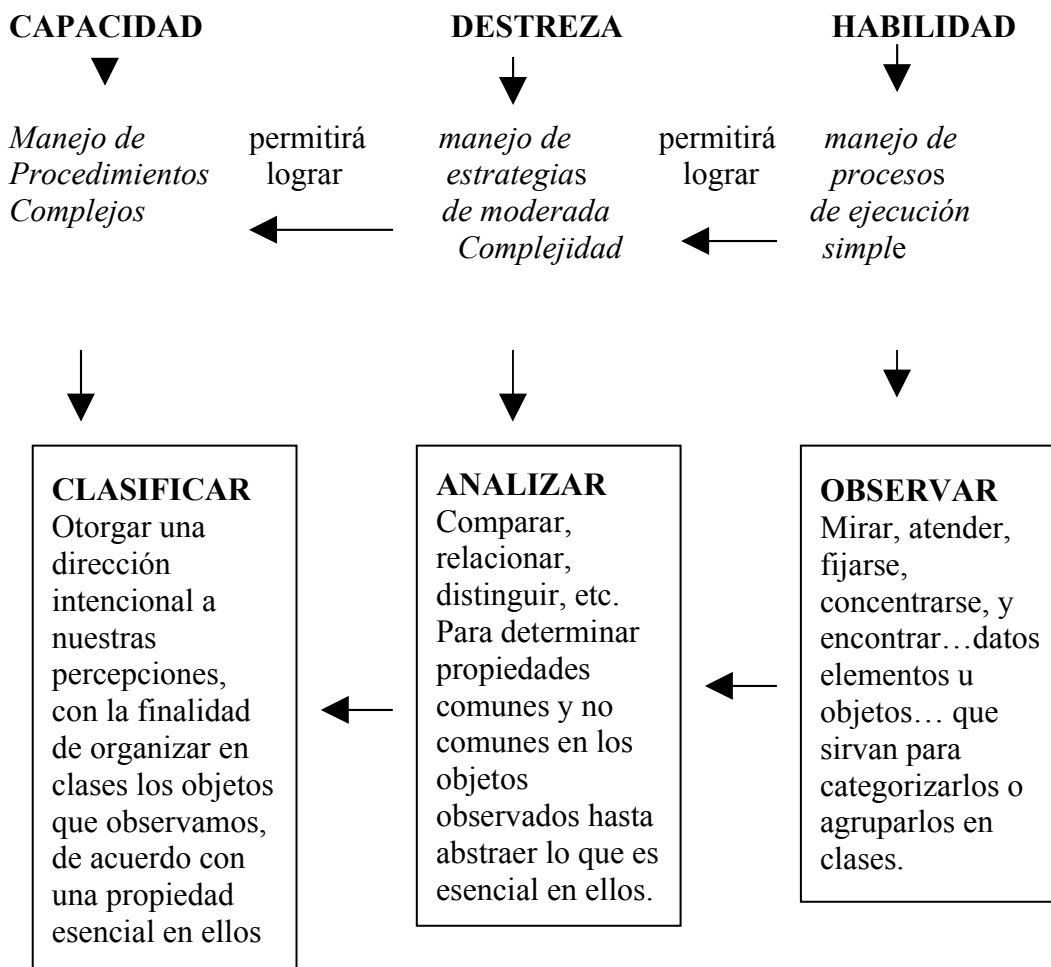 CAPACIDAD DESTREZA HABILIDAD
Manejo de permitirá manejo de permitirá manejo de
Procedimientos lograr estrategias lograr procesos
Complejos de moderada de ejecución
Complejidad simple
CLASIFICAR
Otorgar una
dirección
intencional a
nuestras
percepciones,
con la finalidad
de organizar en
clases los objetos
que observamos,
de acuerdo con
una propiedad
esencial en ellos
ANALIZAR
Comparar,
relacionar,
distinguir, etc.
Para determinar
propiedades
comunes y no
comunes en los
objetos
observados hasta
abstraer lo que es
esencial en ellos.
OBSERVAR
Mirar, atender,
fijarse,
concentrarse, y
encontrar…datos
elementos u
objetos… que
sirvan para
categorizarlos o
agruparlos en
clases.